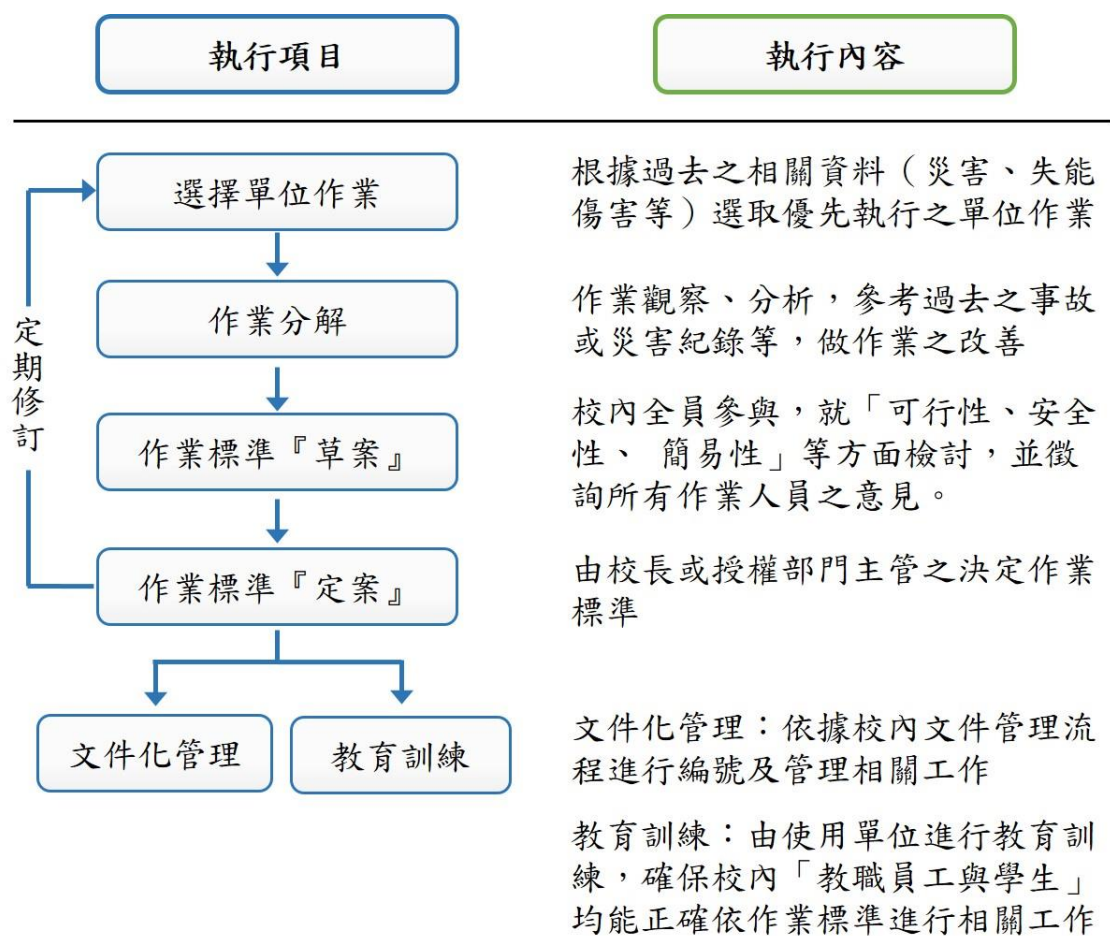 執行項目
執行內容
選擇單位作業
根據過去之相關資料（災害、失能
傷害等）選取優先執行之單位作業
作業分解
作業觀察、分析，參考過去之事故
或災害紀錄等，做作業之改善
定期修訂
作業標準『草案』
校內全員參與，就「可行性、安全
性、 簡易性」等方面檢討，並徵
詢所有作業人員之意見。
作業標準『定案』
由校長或授權部門主管之決定作業
標準
文件化管理
教育訓練
文件化管理：依據校內文件管理流
程進行編號及管理相關工作
教育訓練：由使用單位進行教育訓
練，確保校內「教職員工與學生」
均能正確依作業標準進行相關工作